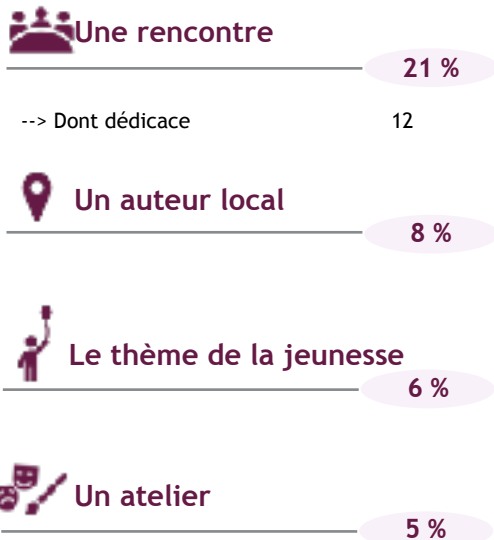 Une rencontre
21 %
--> Dont dédicace 12
Un auteur local
8 %
Le thème de la jeunesse
6 %
Un atelier
5 %